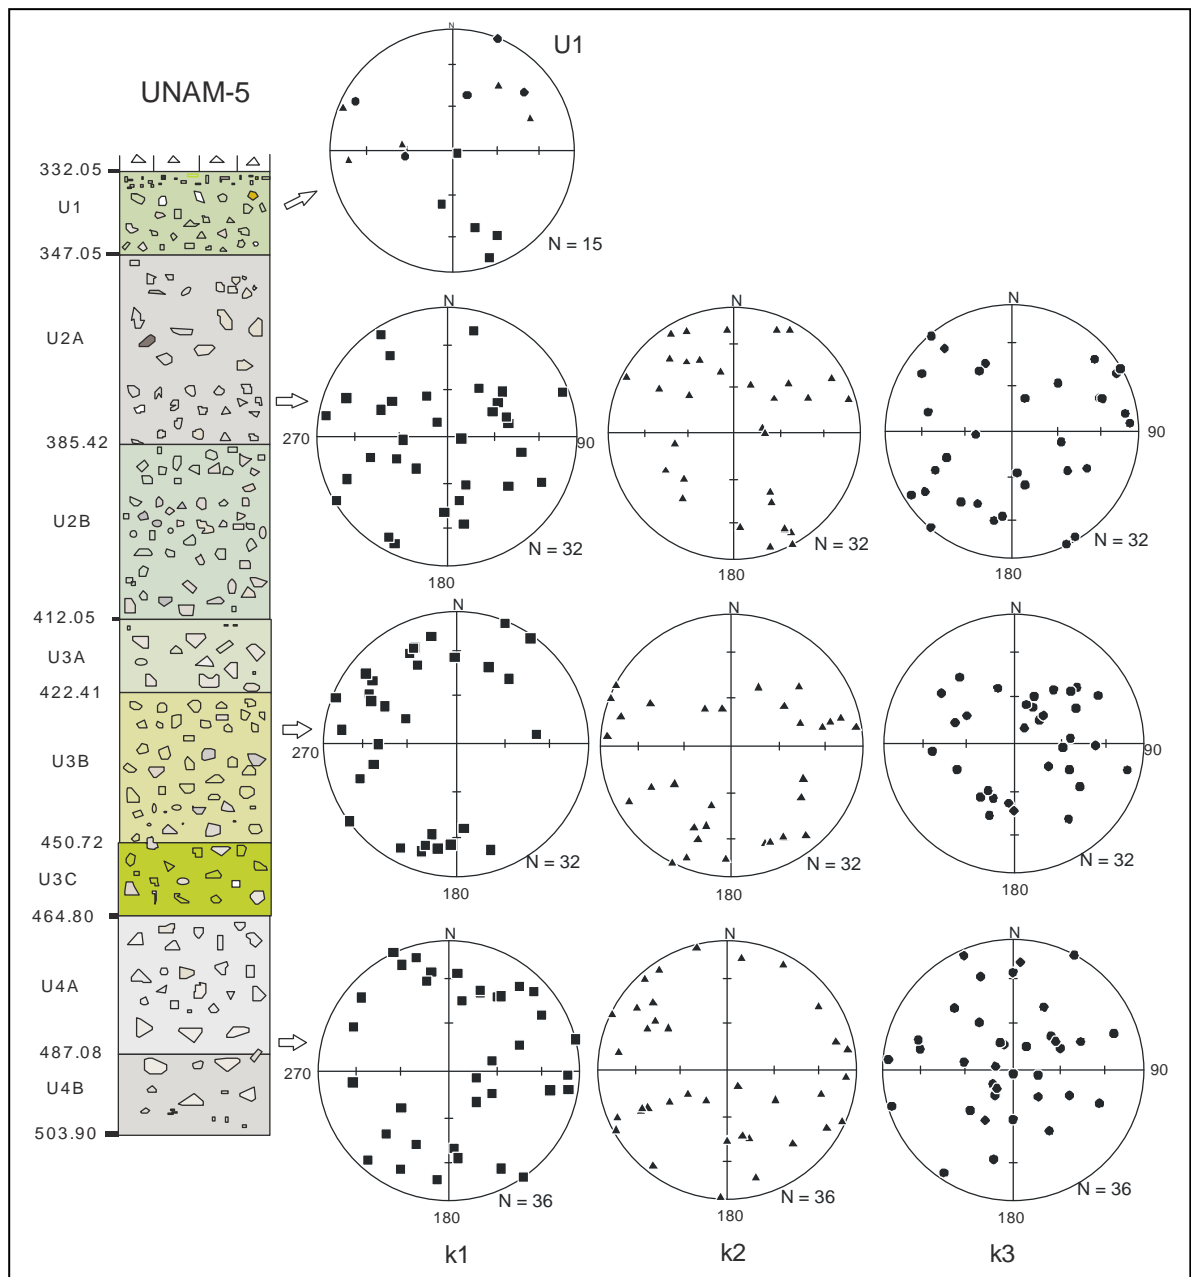 U1
N
UNAM-5
332.05
U1
347.05
N = 15
N
N
N
U2A
385.42
270
90
90
U2B
N = 32
N = 32
N = 32
180
180
180
412.05
N
N
N
U3A
422.41
270
90
U3B
450.72
N = 32
N = 32
N = 32
U3C
180
180
180
464.80
N
N
N
U4A
487.08
270
90
U4B
503.90
N = 36
N = 36
N = 36
180
180
180
k1
k2
k3